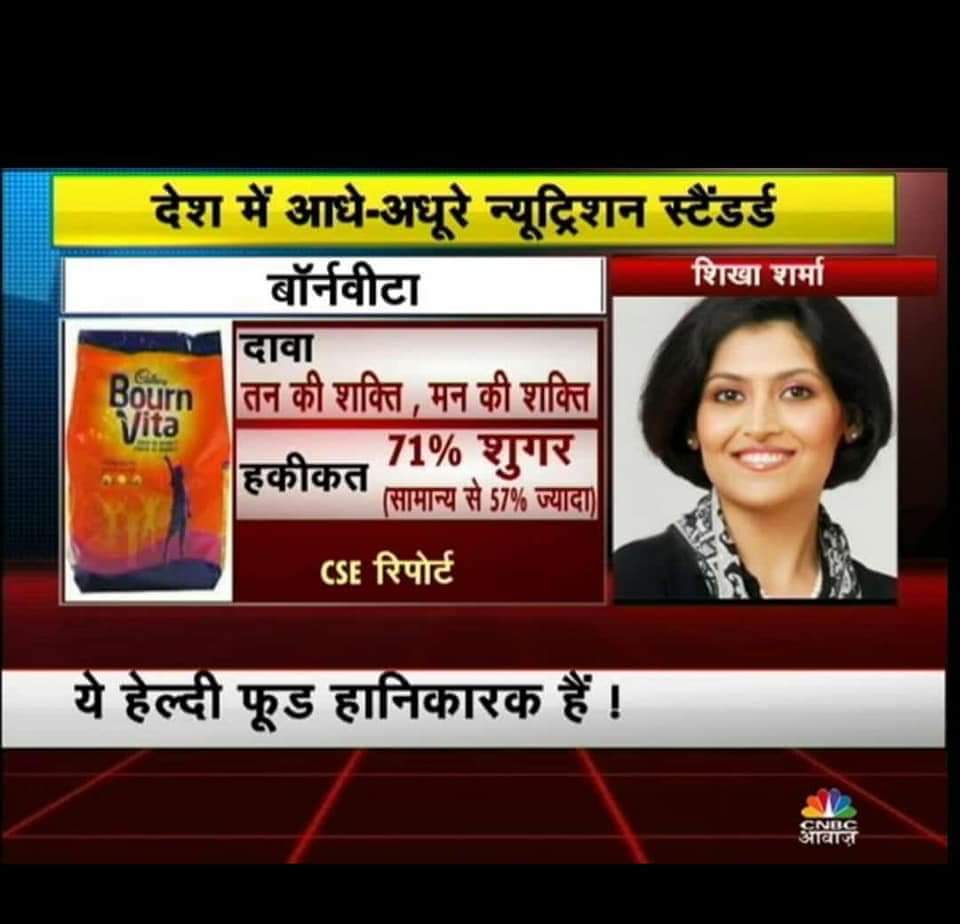 देश में आधे-अधूरे न्यूट्रिशन स्टैंडर्ड
बॉर्नवीटा
शिखा शर्मा
Cadbury
Bourn
Vita
दावा
तन की शक्ति , मन की शक्ति
हकीकत
71% शुगर
(सामान्य से 57% ज्यादा)
CSE रिपोर्ट
ये हेल्दी फूड हानिकारक हैं !
CNBC
आवाज़